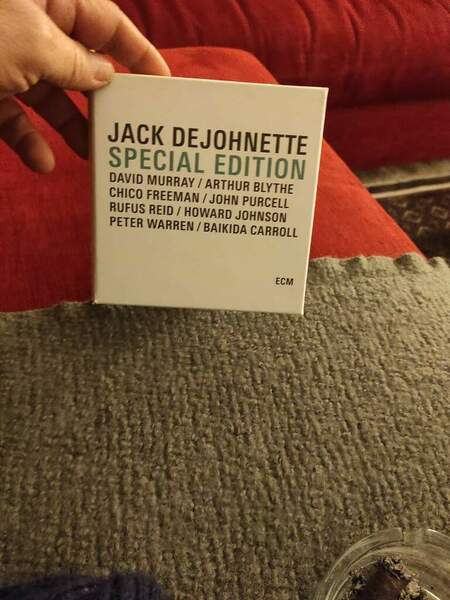 JACK DEJOHNETTE
SPECIAL EDITION
DAVID MURRAY / ARTHUR BLYTHE
CHICO FREEMAN / JOHN PURCELL
RUFUS REID / HOWARD JOHNSON
PETER WARREN / BAIKIDA CARROLL
ECM